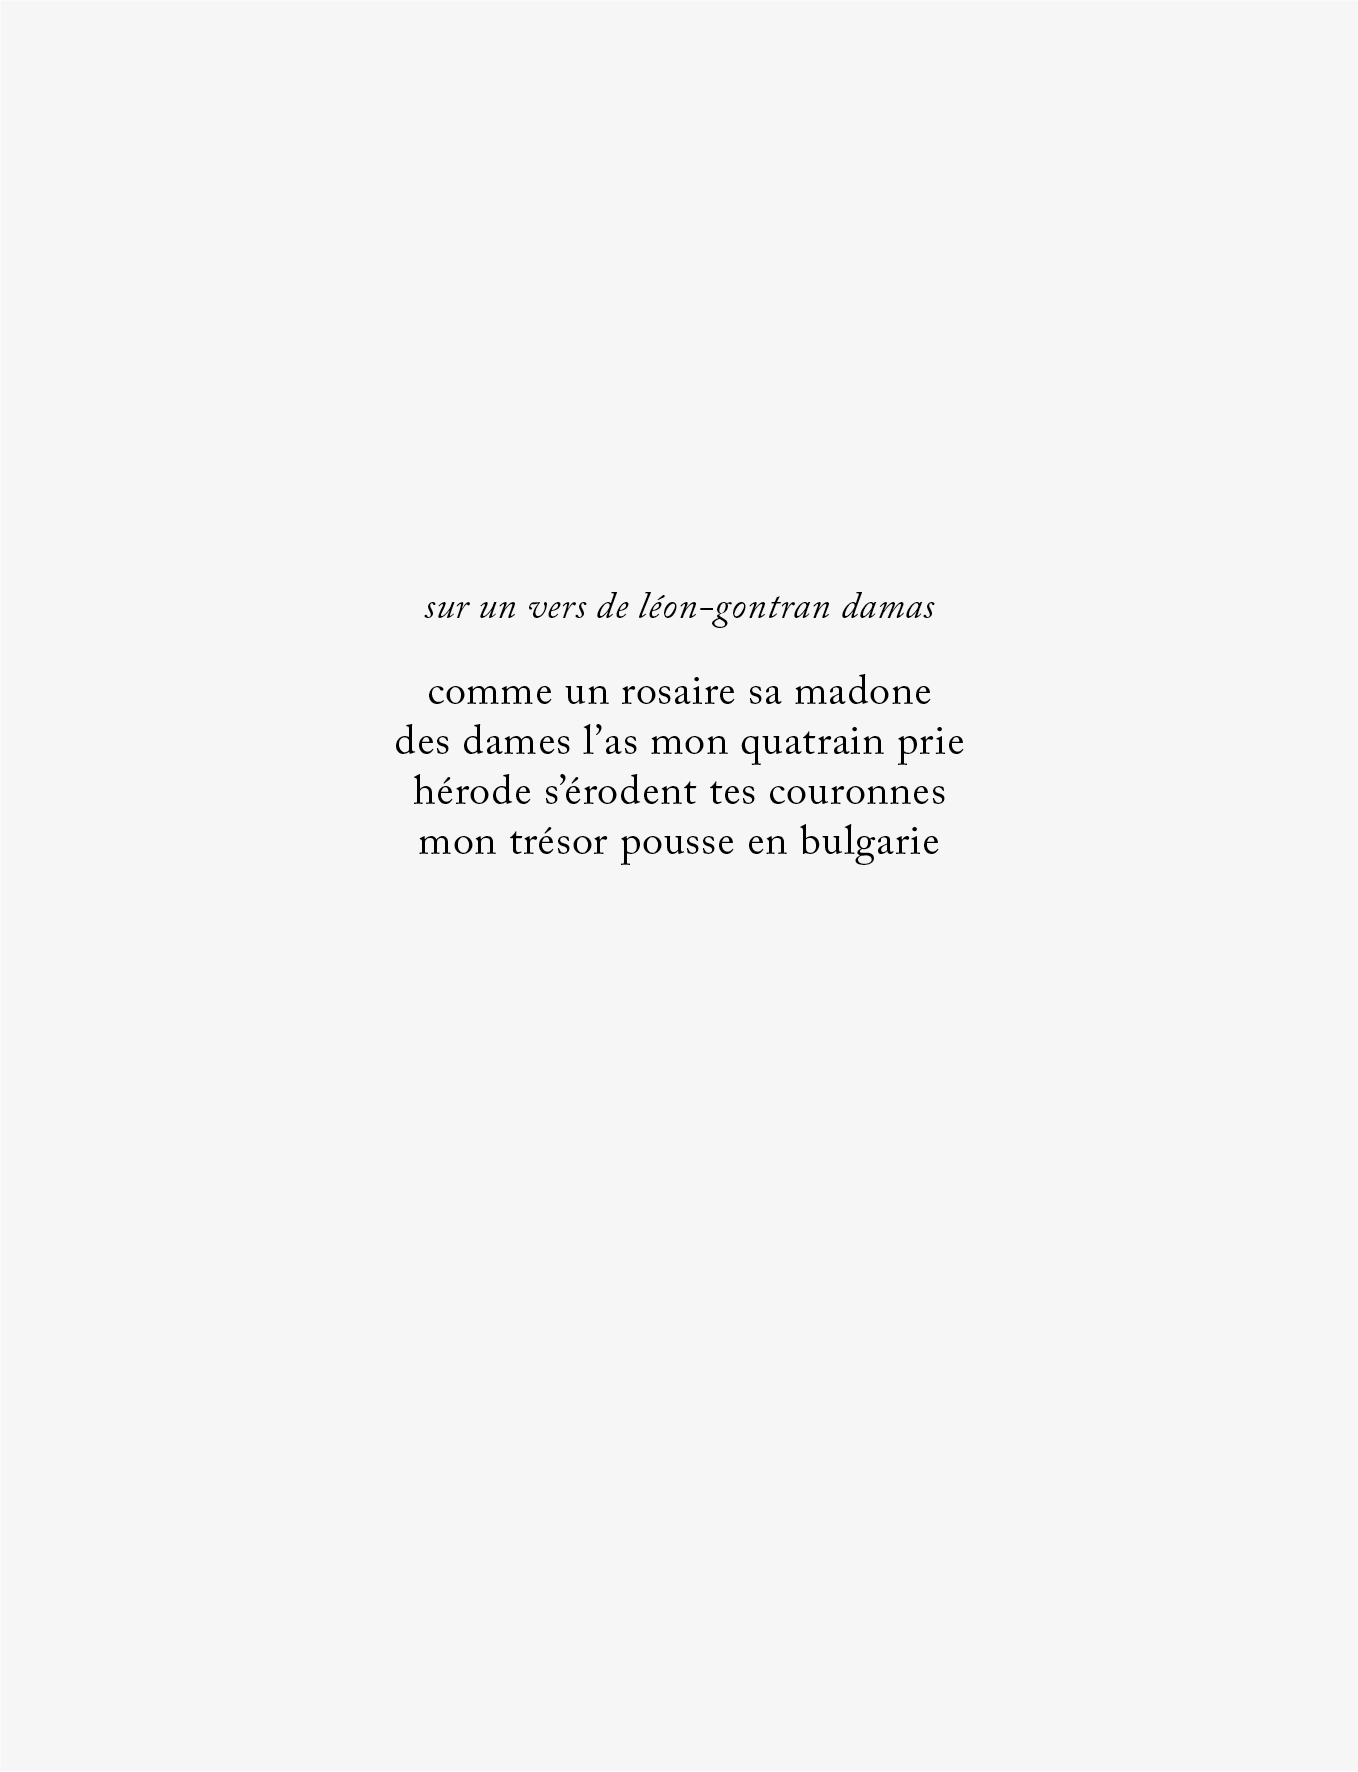 sur un vers de léon-gontran damas
comme un rosaire sa madone
des dames l’as mon quatrain prie
hérode s’érodent tes couronnes
mon trésor pousse en bulgarie